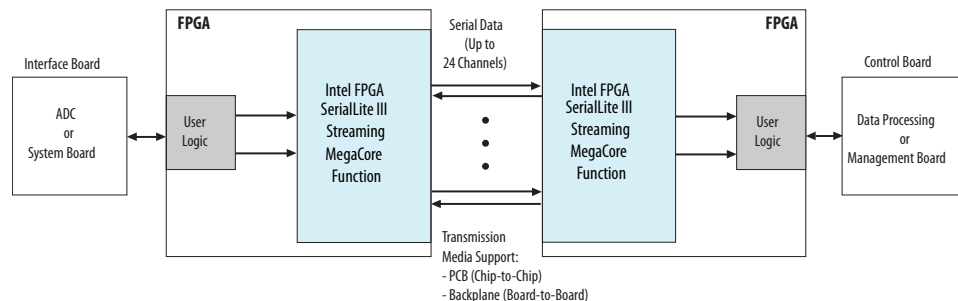 FPGA
Serial Data
(Up to
24 Channels)
FPGA
Interface Board
Control Board
ADC
or
System Board
User
Logic
Intel FPGA
SerialLite III
Streaming
MegaCore
Function
Intel FPGA
SerialLite III
Streaming
MegaCore
Function
User
Logic
Data Processing
or
Management Board
Transmission
Media Support:
- PCB (Chip-to-Chip)
- Backplane (Board-to-Board)